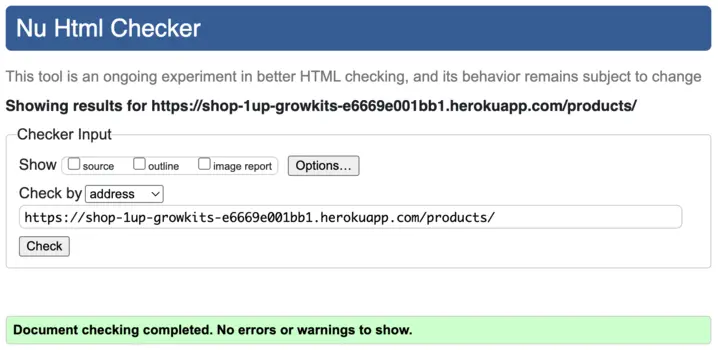 Nu Html Checker
This tool is an ongoing experiment in better HTML checking, and its behavior remains subject to change
Showing results for https://shop-1up-growkits-e6669e001bb1.herokuapp.com/products/
Checker Input
Show source outline image report Options...
Check by address
https://shop-1up-growkits-e6669e001bb1.herokuapp.com/products/
Check
Document checking completed. No errors or warnings to show.